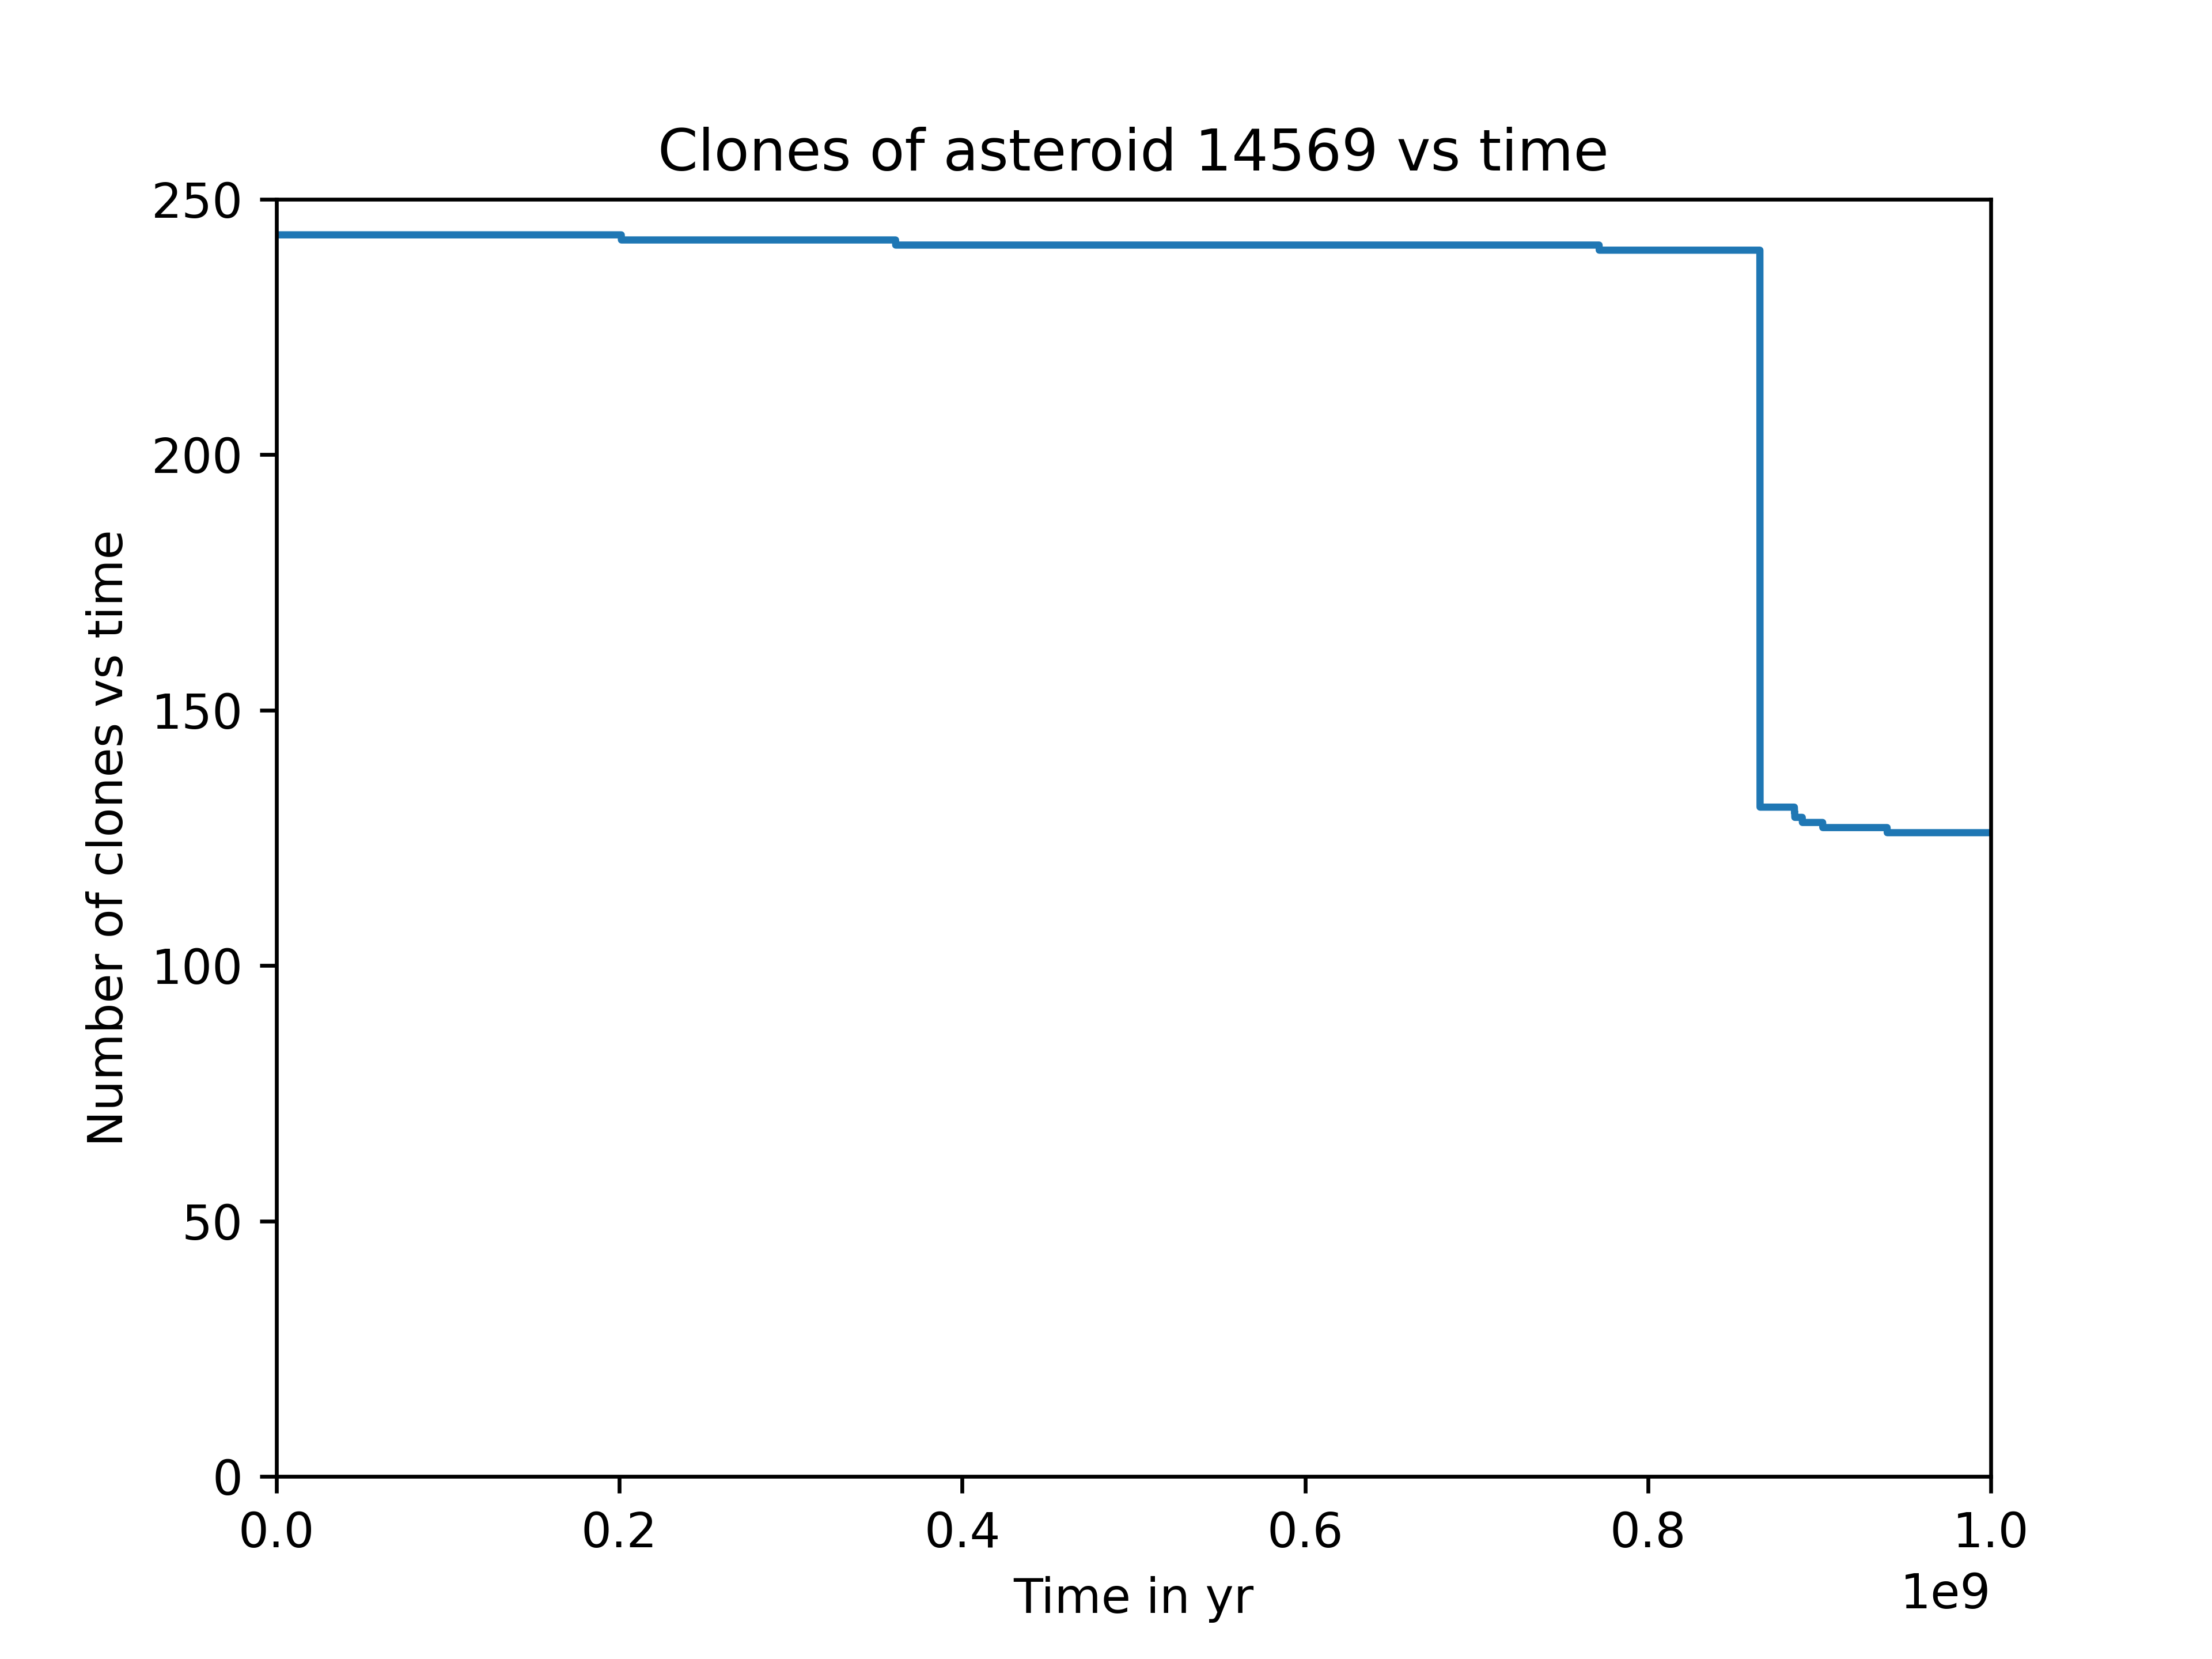 Clones of asteroid 14569 vs time
250
200
150
100
50
0
Number of clones vs time
0.0 0.2 0.4 0.6 0.8 1.0
Time in yr
1e9